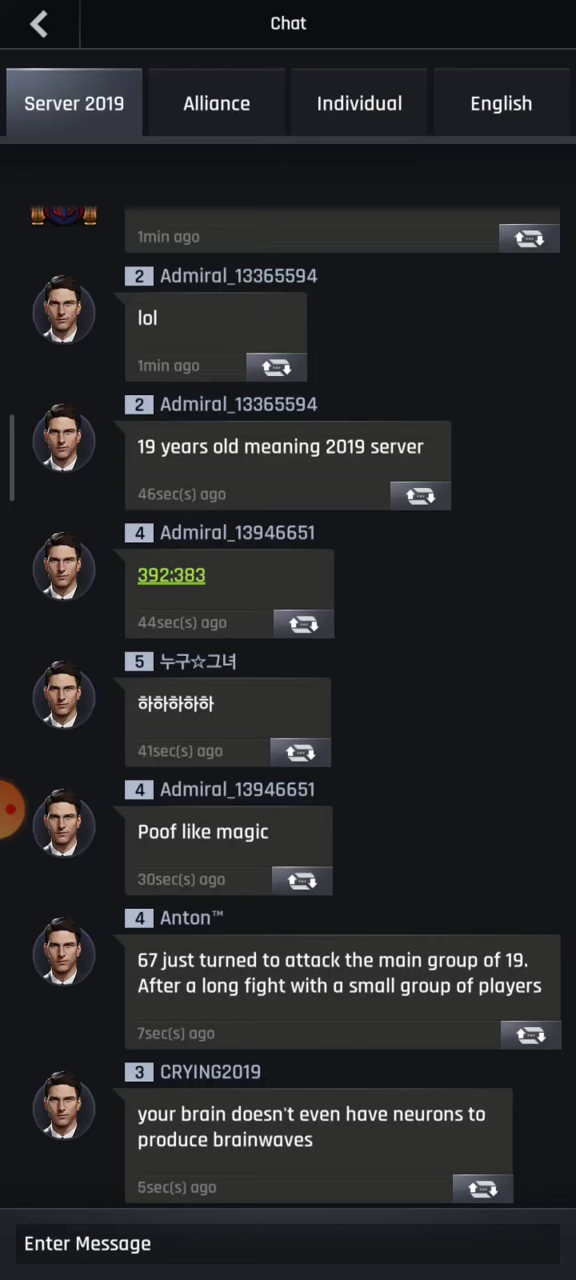 Chat
Server 2019
Alliance
Individual
English
1min ago
2 Admiral_13365594
lol
1min ago
2 Admiral_13365594
19 years old meaning 2019 server
46sec(s) ago
4 Admiral_13946651
392:383
44sec(s) ago
5 누구☆그녀
하하하하하
41sec(s) ago
4 Admiral_13946651
Poof like magic
30sec(s) ago
4 Anton™
67 just turned to attack the main group of 19.
After a long fight with a small group of players
7sec(s) ago
3 CRYING2019
your brain doesn't even have neurons to
produce brainwaves
5sec(s) ago
Enter Message